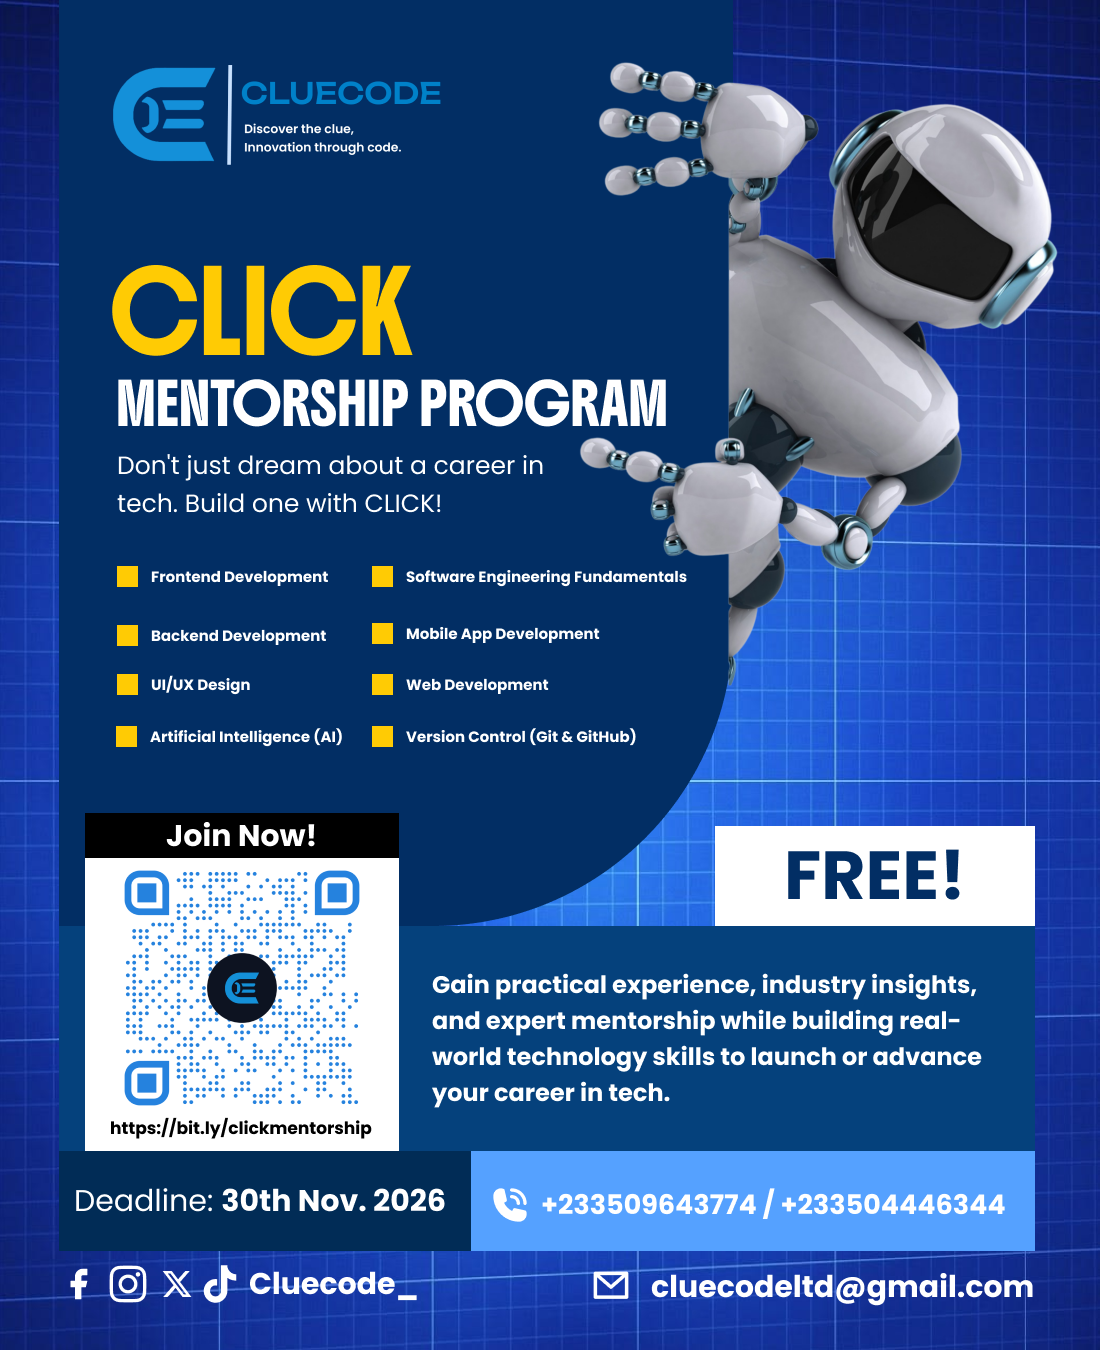 CLUECODE
Discover the clue,
Innovation through code.
CLICK
MENTORSHIP PROGRAM
Don't just dream about a career in
tech. Build one with CLICK!
Frontend Development
Software Engineering Fundamentals
Backend Development
Mobile App Development
UI/UX Design
Web Development
Artificial Intelligence (AI)
Version Control (Git & GitHub)
Join Now!
https://bit.ly/clickmentorship
FREE!
Gain practical experience, industry insights,
and expert mentorship while building real-
world technology skills to launch or advance
your career in tech.
Deadline: 30th Nov. 2026
+233509643774 / +233504446344
Cluecode_
cluecodeltd@gmail.com